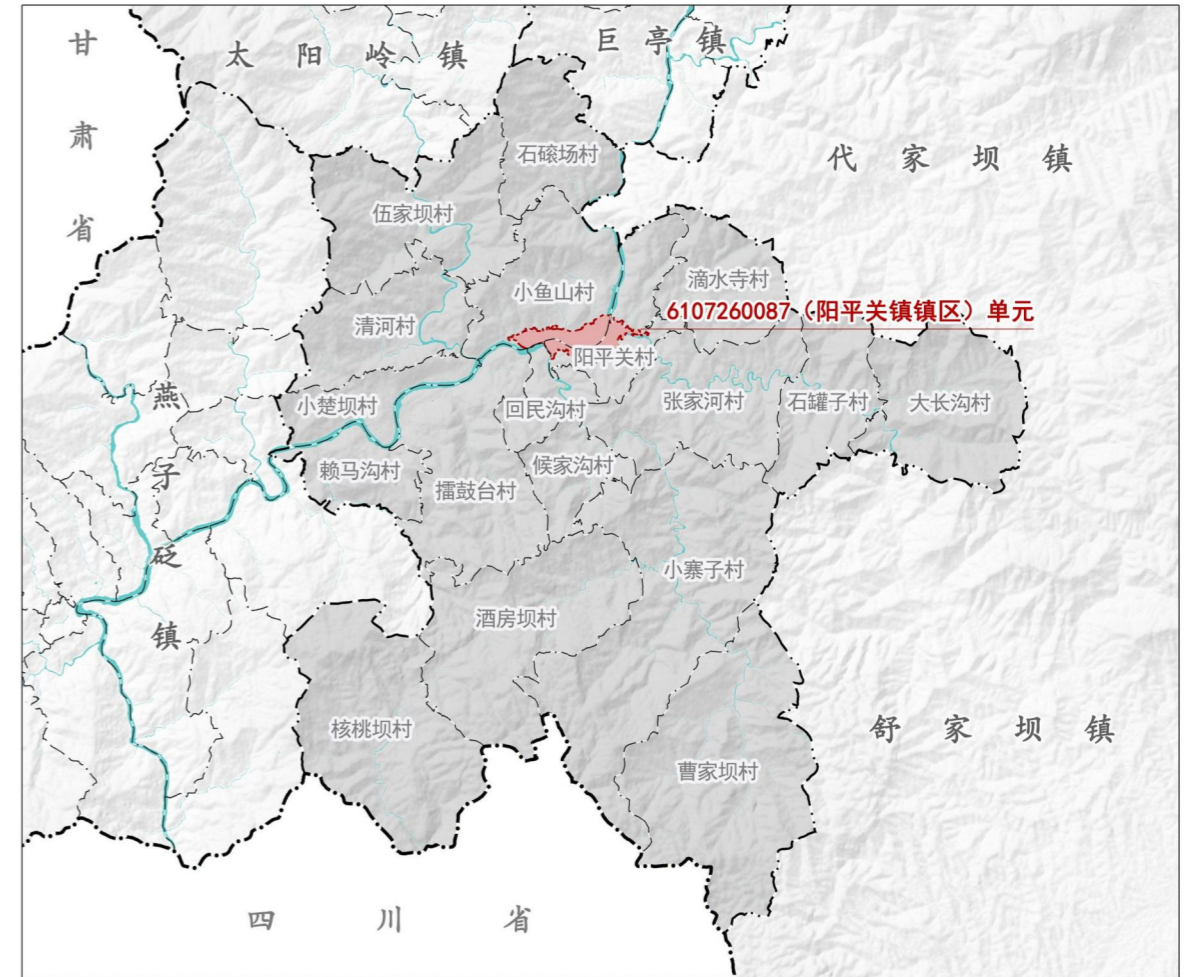 甘肃省
太阳岭镇
巨亭镇
代家坝镇
石磙场村
伍家坝村
滴水寺村
小鱼山村
6107260087（阳平关镇镇区）单元
清河村
阳平关村
燕子砭镇
小楚坝村
回民沟村
张家河村
石罐子村
大长沟村
赖马沟村
候家沟村
擂鼓台村
小寨子村
酒房坝村
核桃坝村
舒家坝镇
曹家坝村
四川省